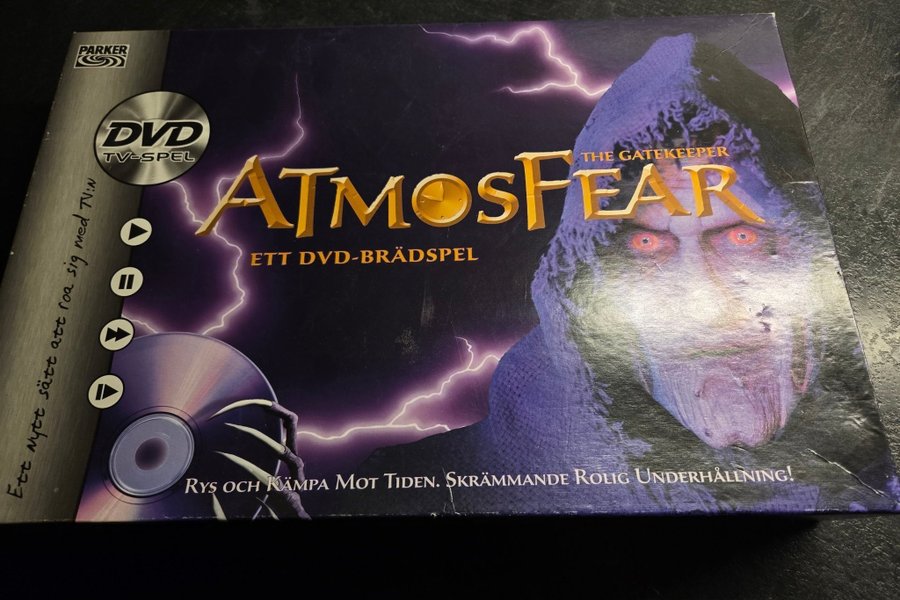 PARKER
DVD
TV-SPEL
THE GATEKEEPER
ATMOSFEAR
ETT DVD-BRÄDSPEL
Ett nytt sätt att roa sig med TV:n
RYS OCH KÄMPA MOT TIDEN. SKRÄMMANDE ROLIG UNDERHÅLLNING!